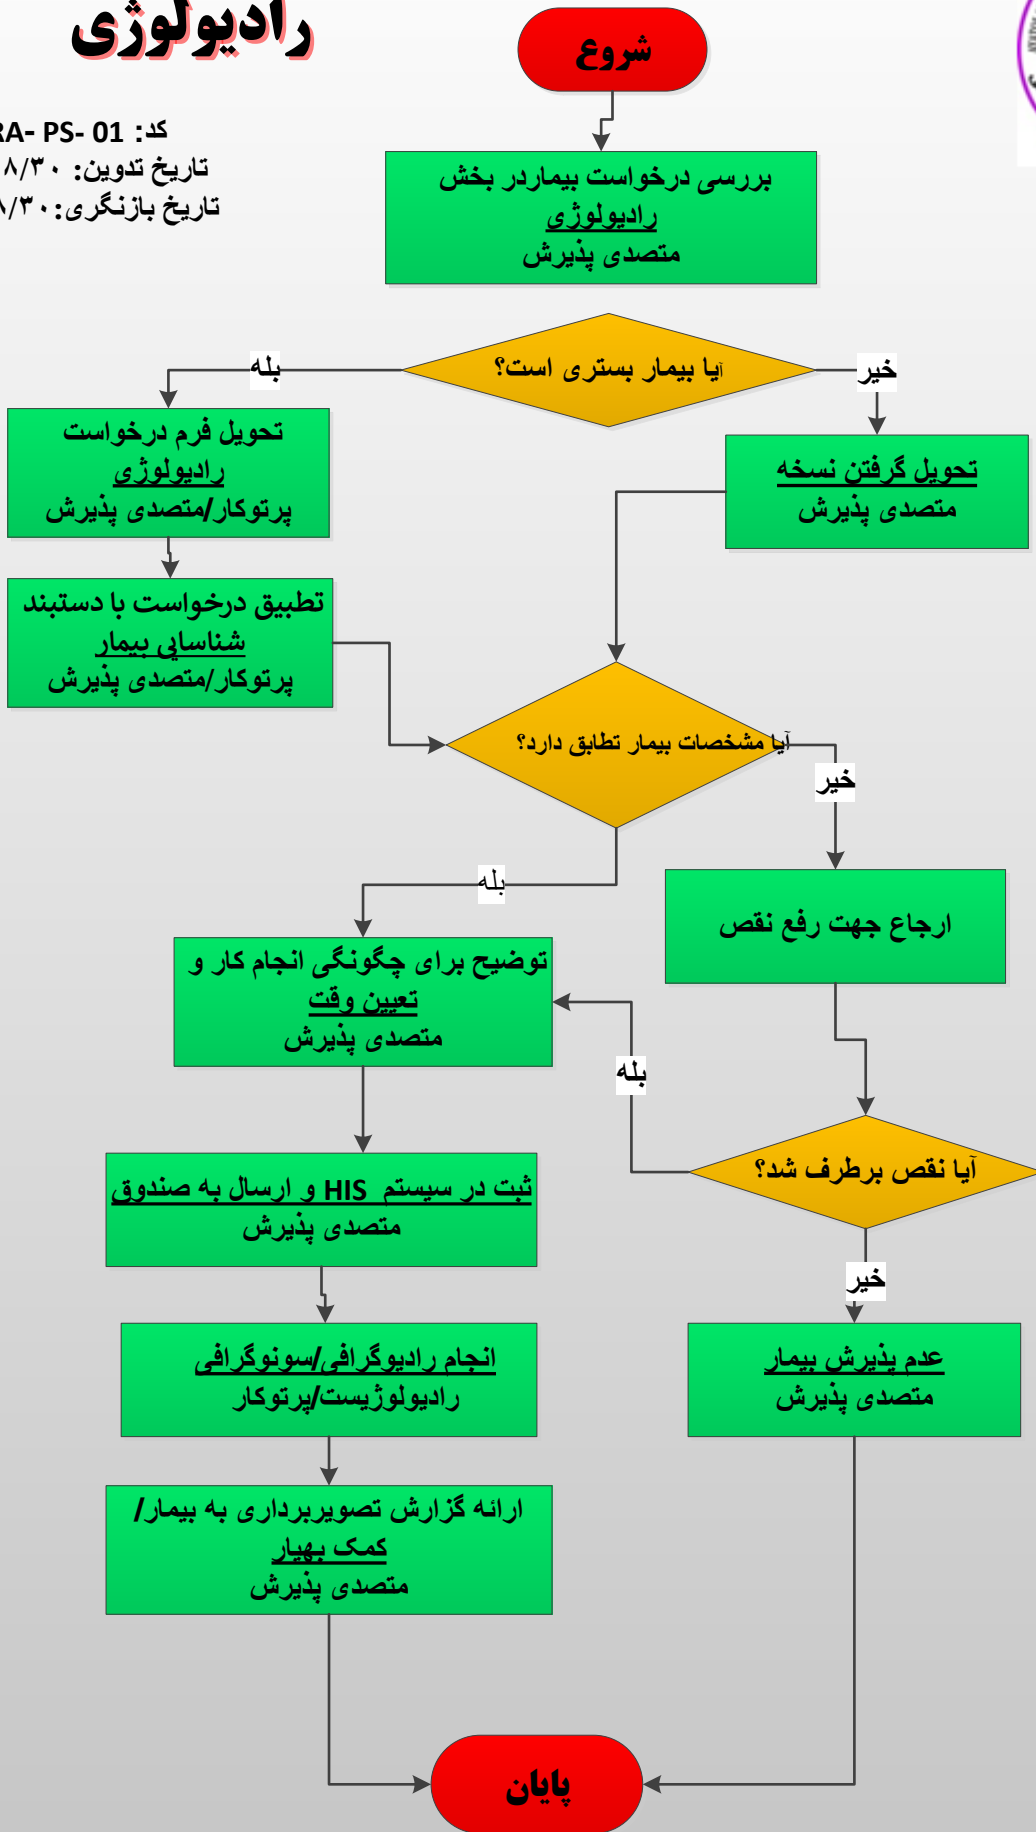 رادیولوژی
شروع
کد: RA- PS- 01
تاریخ تدوین: ۸/۳۰
تاریخ بازنگری: ۸/۳۰
بررسی درخواست بیماردر بخش
رادیولوژی
متصدی پذیرش
آیا بیمار بستری است؟
بله
خیر
تحویل فرم درخواست
رادیولوژی
پرتوکار/متصدی پذیرش
تحویل گرفتن نسخه
متصدی پذیرش
تطبیق درخواست با دستبند
شناسایی بیمار
پرتوکار/متصدی پذیرش
آیا مشخصات بیمار تطابق دارد؟
خیر
بله
ارجاع جهت رفع نقص
توضیح برای چگونگی انجام کار و
تعیین وقت
متصدی پذیرش
بله
آیا نقص برطرف شد؟
ثبت در سیستم HIS و ارسال به صندوق
متصدی پذیرش
خیر
انجام رادیوگرافی/سونوگرافی
رادیولوژیست/پرتوکار
عدم پذیرش بیمار
متصدی پذیرش
ارائه گزارش تصویربرداری به بیمار/
کمک بهیار
متصدی پذیرش
پایان